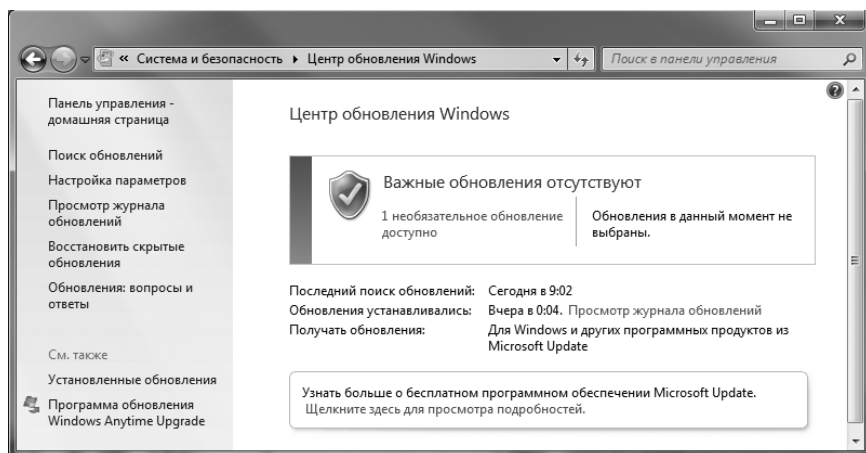 « Система и безопасность ▸ Центр обновления Windows
Поиск в панели управления
Панель управления -
домашняя страница
Поиск обновлений
Настройка параметров
Просмотр журнала
обновлений
Восстановить скрытые
обновления
Обновления: вопросы и
ответы
См. также
Установленные обновления
Программа обновления
Windows Anytime Upgrade
Центр обновления Windows
Важные обновления отсутствуют
1 необязательное обновление
доступно
Обновления в данный момент не
выбраны.
Последний поиск обновлений: Сегодня в 9:02
Обновления устанавливались: Вчера в 0:04. Просмотр журнала обновлений
Получать обновления: Для Windows и других программных продуктов из
Microsoft Update
Узнать больше о бесплатном программном обеспечении Microsoft Update.
Щелкните здесь для просмотра подробностей.